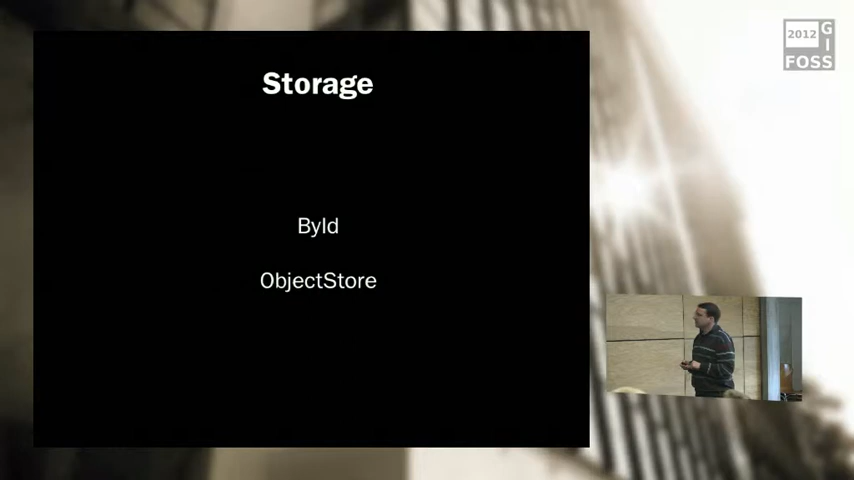 Storage
ById
ObjectStore
2012
G
I
FOSS